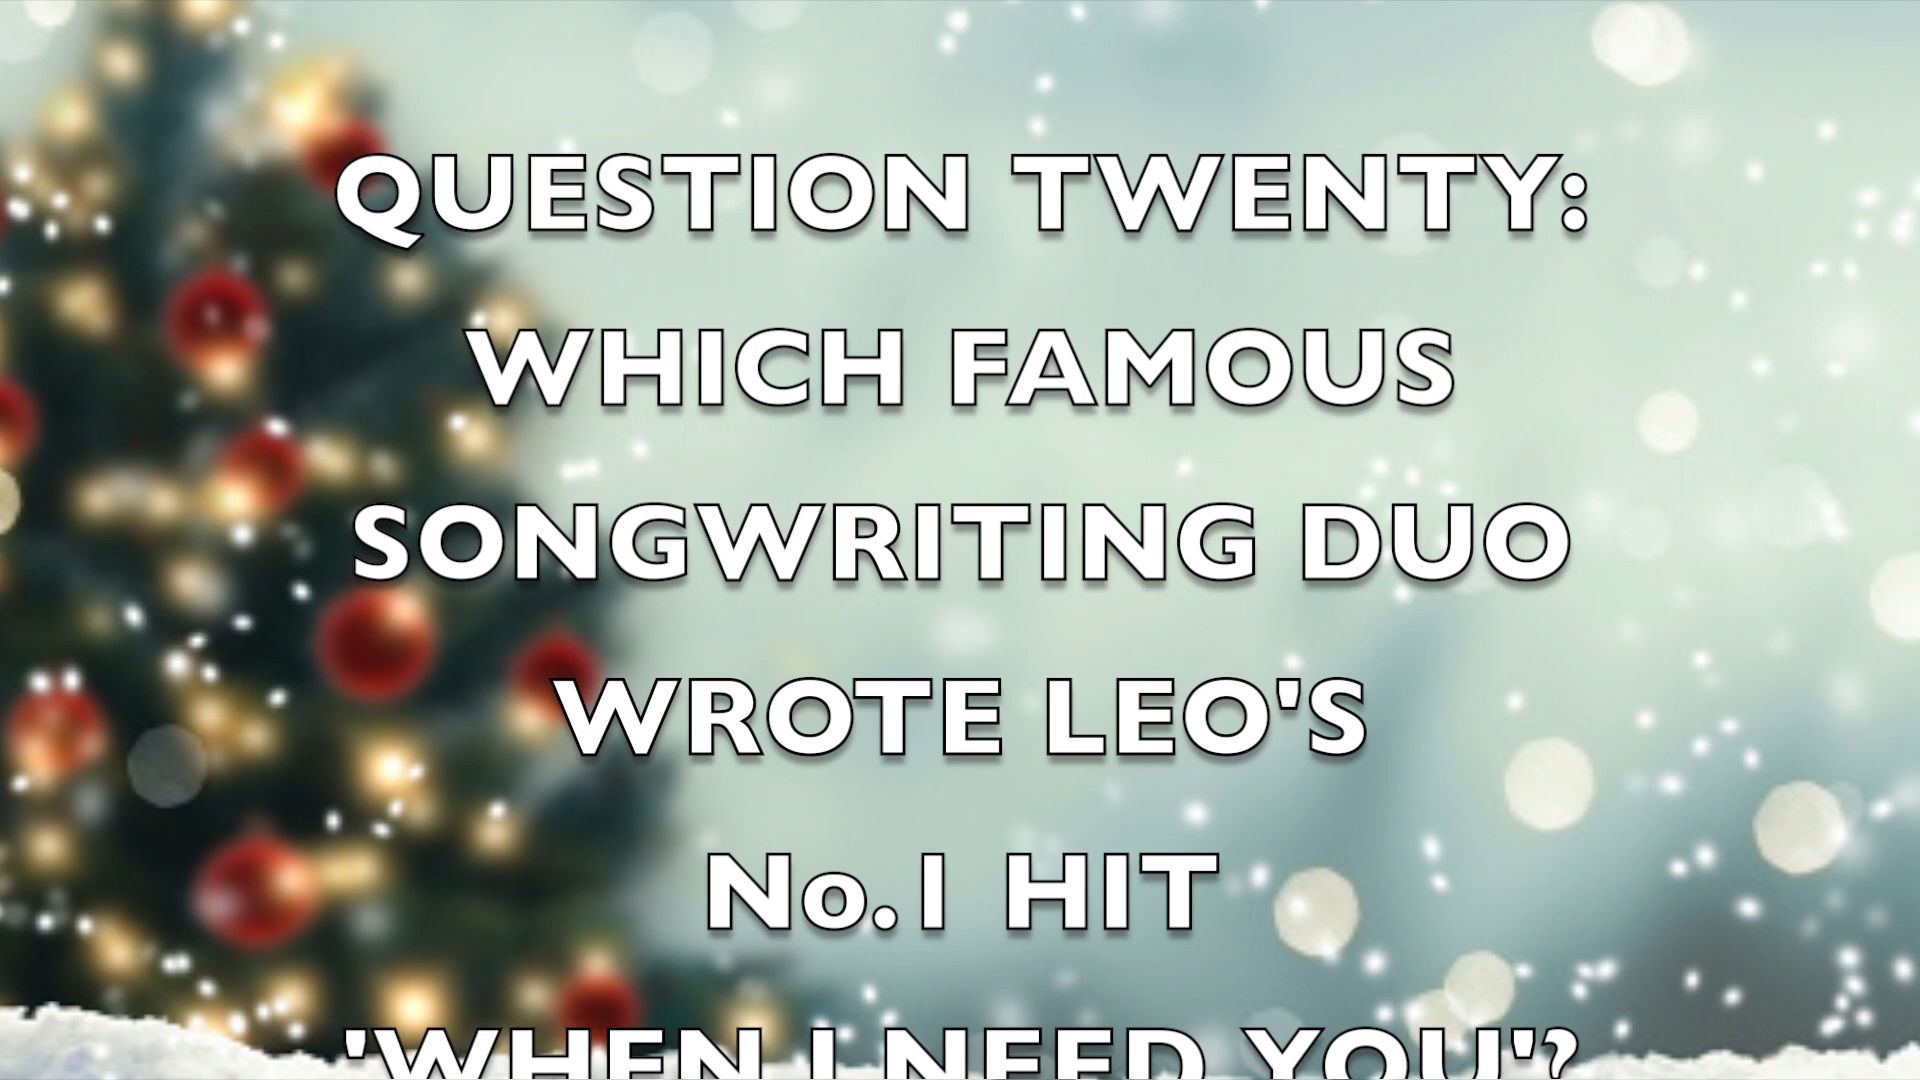 QUESTION TWENTY:
WHICH FAMOUS
SONGWRITING DUO
WROTE LEO'S
No.1 HIT
'WHEN I NEED YOU'?